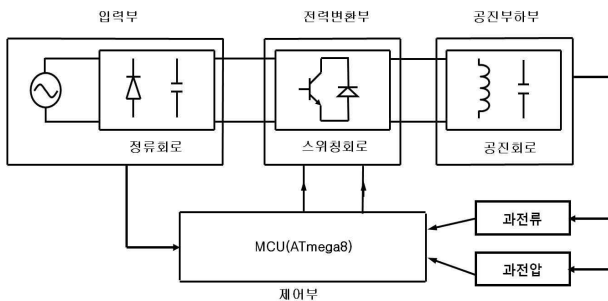 입력부
전력변환부
공진부하부
정류회로
스위칭회로
공진회로
MCU(ATmega8)
과전류
과전압
제어부